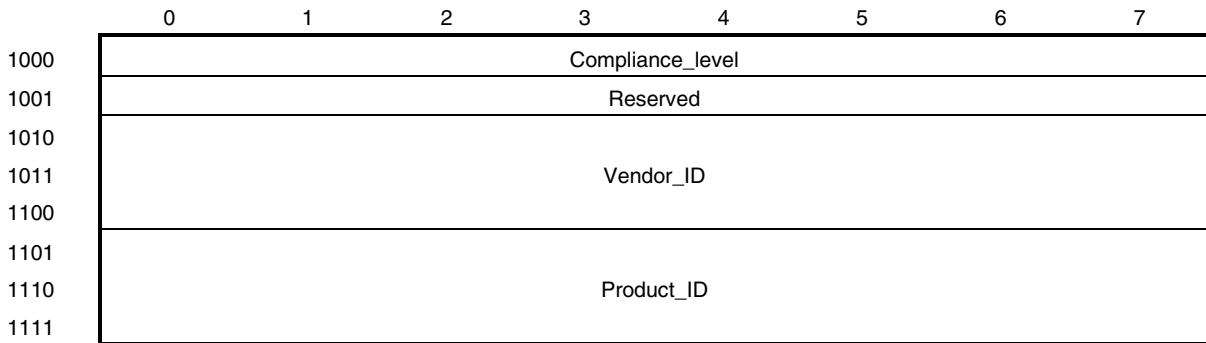 0 1 2 3 4 5 6 7
1000 Compliance_level
1001 Reserved
1010
1011 Vendor_ID
1100
1101
1110 Product_ID
1111